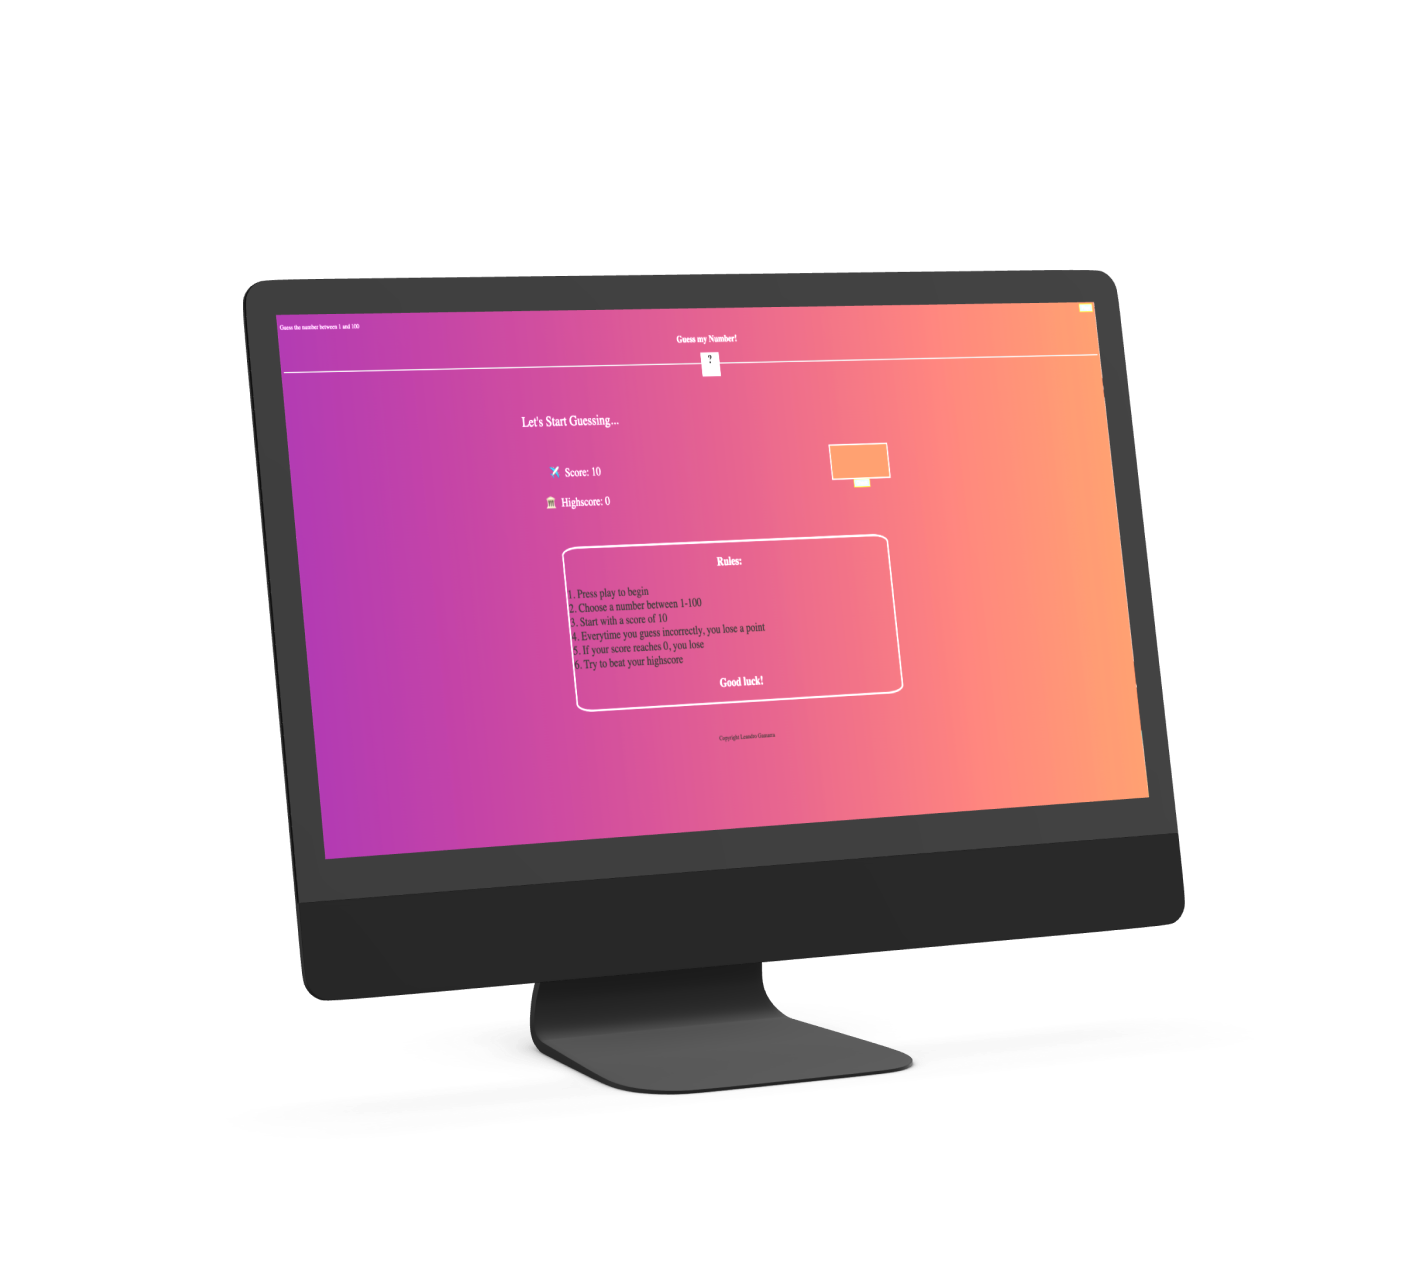 Guess the number between 1 and 100
Guess my Number!
?
Let's Start Guessing...
Score: 10
Highscore: 0
Rules:
1. Press play to begin
2. Choose a number between 1-100
3. Start with a score of 10
4. Everytime you guess incorrectly, you lose a point
5. If your score reaches 0, you lose
6. Try to beat your highscore
Good luck!
Copyright